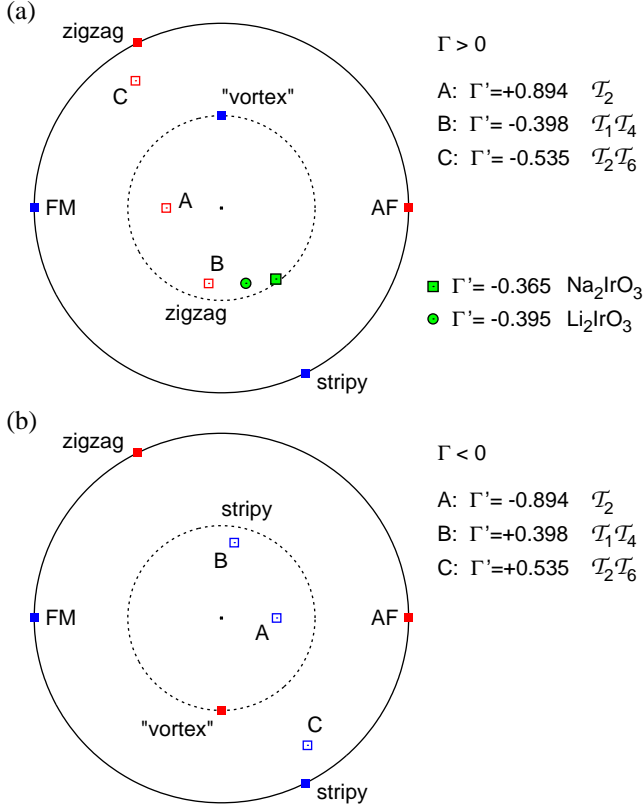 (a)
zigzag
Γ > 0
C
A: Γ'=+0.894 𝒯₂
"vortex"
B: Γ'= -0.398 𝒯₁𝒯₄
C: Γ'= -0.535 𝒯₂𝒯₆
FM
A
AF
B
Γ'= -0.365 Na₂IrO₃
zigzag
Γ'= -0.395 Li₂IrO₃
stripy
(b)
zigzag
Γ < 0
A: Γ'= -0.894 𝒯₂
stripy
B: Γ'=+0.398 𝒯₁𝒯₄
B
C: Γ'=+0.535 𝒯₂𝒯₆
FM
A
AF
"vortex"
C
stripy